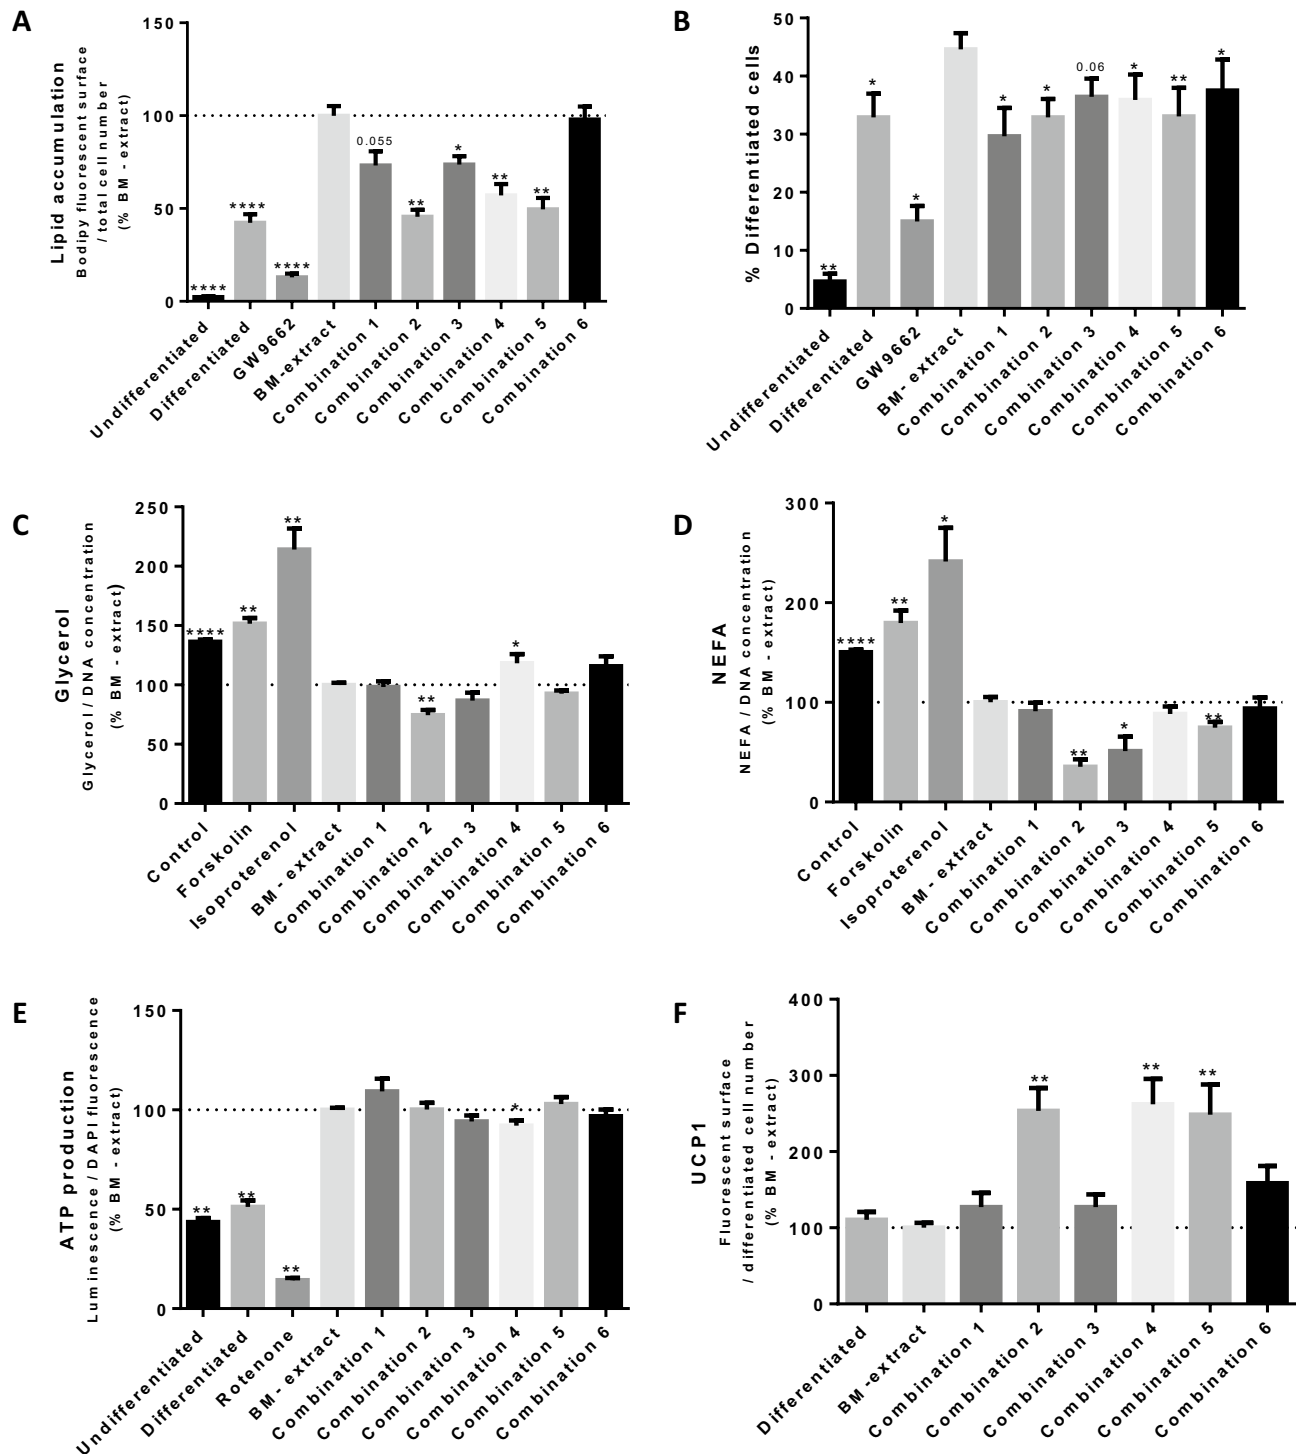 A
Lipid accumulation
Bodipy fluorescent surface
/ total cell number
(% BM - extract)
150
100
50
0
****
****
****
0.055
**
*
**
**
Undifferentiated
Differentiated
GW9662
BM-extract
Combination 1
Combination 2
Combination 3
Combination 4
Combination 5
Combination 6
B
% Differentiated cells
50
40
30
20
10
0
**
*
*
*
*
0.06
*
**
*
Undifferentiated
Differentiated
GW9662
BM- extract
Combination 1
Combination 2
Combination 3
Combination 4
Combination 5
Combination 6
C
Glycerol
Glycerol / DNA concentration
(% BM - extract)
250
200
150
100
50
0
****
**
**
**
*
Control
Forskolin
Isoproterenol
BM- extract
Combination 1
Combination 2
Combination 3
Combination 4
Combination 5
Combination 6
D
NEFA
NEFA / DNA concentration
(% BM - extract)
300
200
100
0
****
**
*
**
*
**
Control
Forskolin
Isoproterenol
BM- extract
Combination 1
Combination 2
Combination 3
Combination 4
Combination 5
Combination 6
E
ATP production
Luminescence / DAPI fluorescence
(% BM - extract)
150
100
50
0
**
**
**
*
Undifferentiated
Differentiated
Rotenone
BM- extract
Combination 1
Combination 2
Combination 3
Combination 4
Combination 5
Combination 6
F
UCP1
Fluorescent surface
/ differentiated cell number
(% BM - extract)
400
300
200
100
0
**
**
**
Differentiated
BM-extract
Combination 1
Combination 2
Combination 3
Combination 4
Combination 5
Combination 6